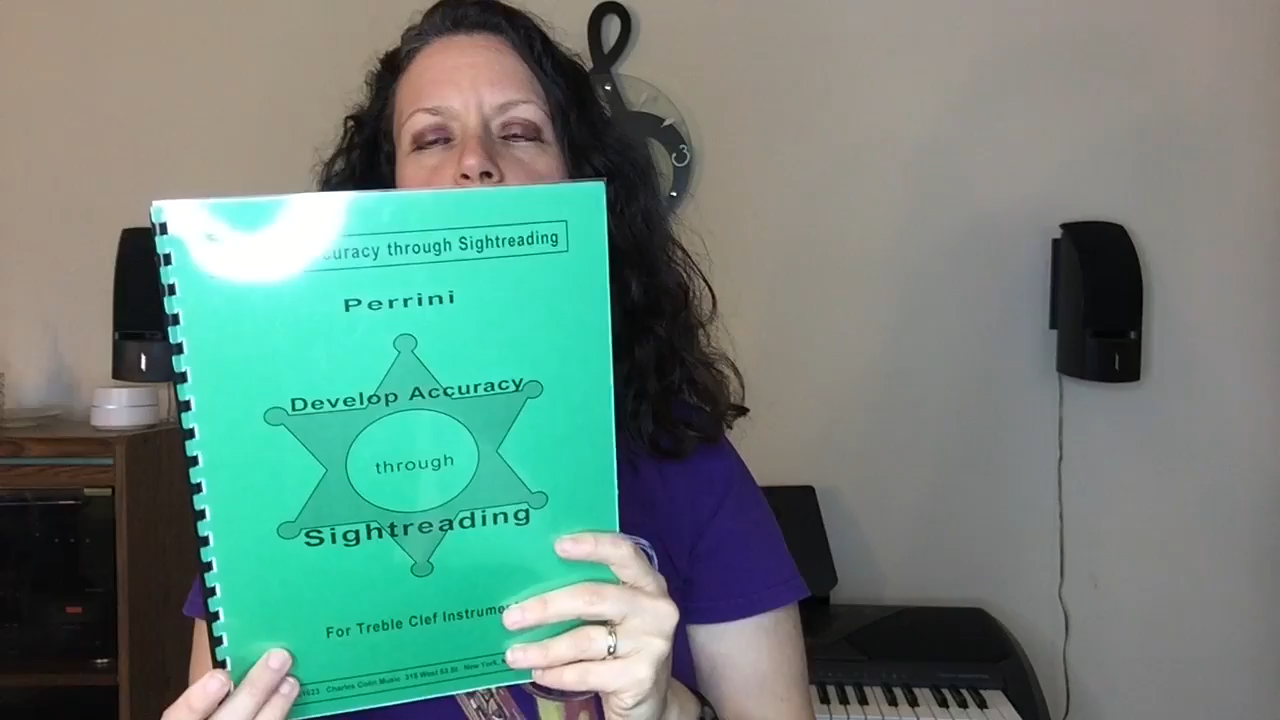 curacy through Sightreading
Perrini
Develop Accuracy
through
Sightreading
For Treble Clef Instrume
Charles Colin Music 315 West 53 St. New York,
3